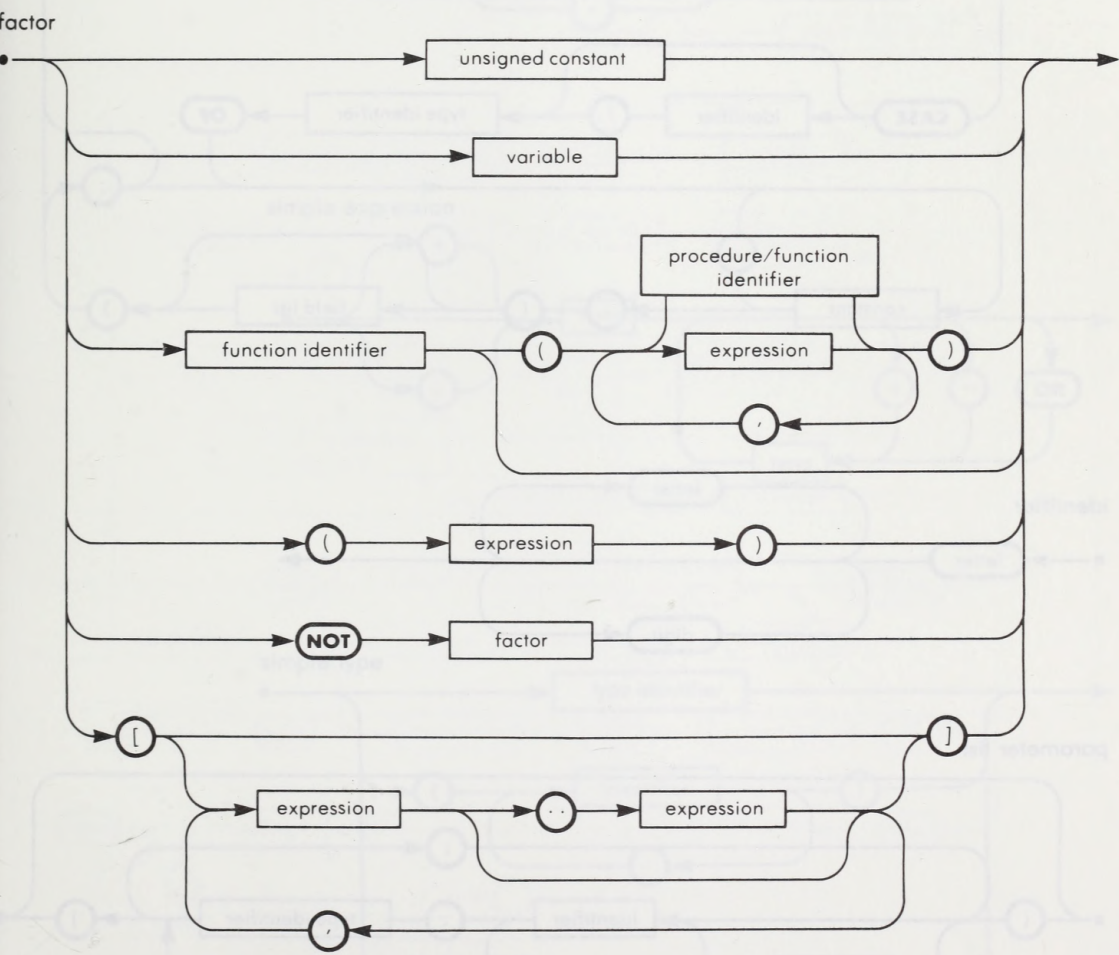 factor
unsigned constant
variable
procedure/function
identifier
function identifier
(
expression
)
,
(
expression
)
NOT
factor
[
]
expression
..
expression
,